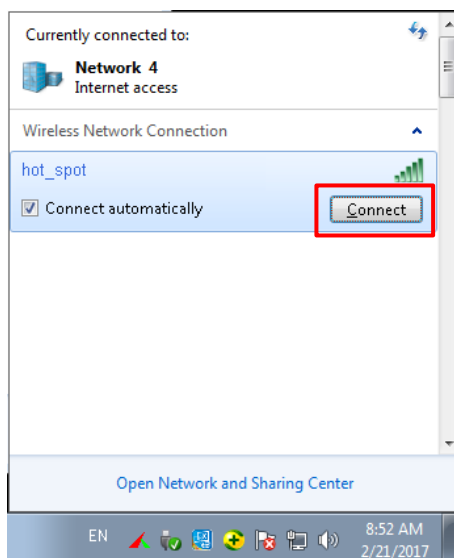 Currently connected to:
Network 4
Internet access
Wireless Network Connection
hot_spot
Connect automatically
Connect
Open Network and Sharing Center
EN
8:52 AM
2/21/2017